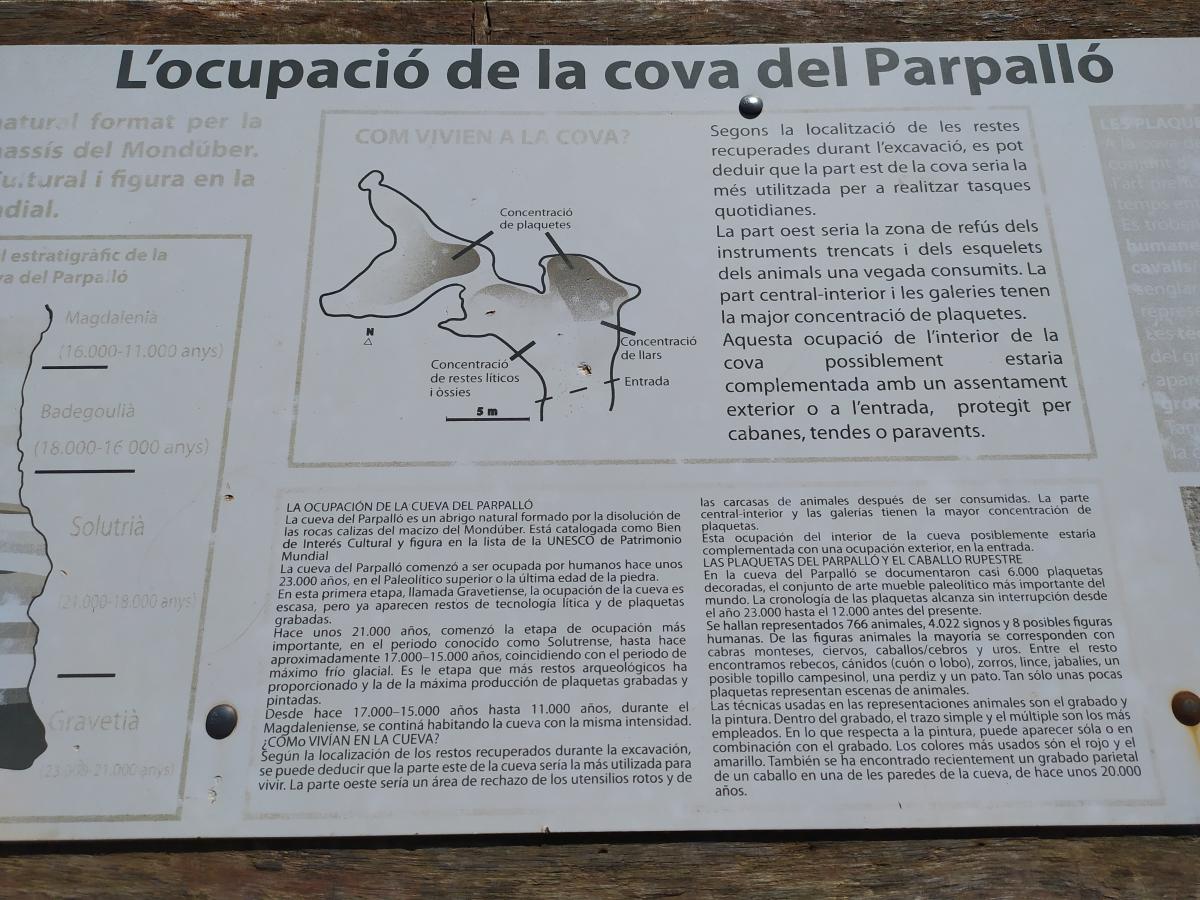 L'ocupació de la cova del Parpalló
natural format per la
massís del Mondúber.
Cultural i figura en la
ndial.
l estratigràfic de la
va del Parpalló
Magdalenià
(16.000-11.000 anys)
Badegoulià
(18.000-16 000 anys)
Solutrià
(21.000-18.000 anys)
Gravetià
(23.000-21.000 anys)
COM VIVIEN A LA COVA?
Concentració
de plaquetes
N
Concentració
de llars
Concentració
de restes lítics
i òssies
Entrada
5 m
Segons la localització de les restes
recuperades durant l'excavació, es pot
deduir que la part est de la cova seria la
més utilitzada per a realitzar tasques
quotidianes.
La part oest seria la zona de refús dels
instruments trencats i dels esquelets
dels animals una vegada consumits. La
part central-interior i les galeries tenen
la major concentració de plaquetes.
Aquesta ocupació de l'interior de la
cova possiblement estaria
complementada amb un assentament
exterior o a l'entrada, protegit per
cabanes, tendes o paravents.
LA OCUPACIÓN DE LA CUEVA DEL PARPALLÓ
La cueva del Parpalló es un abrigo natural formado por la disolución de
las rocas calizas del macizo del Mondúber. Está catalogada como Bien
de Interés Cultural y figura en la lista de la UNESCO de Patrimonio
Mundial
La cueva del Parpalló comenzó a ser ocupada por humanos hace unos
23.000 años, en el Paleolítico superior o la última edad de la piedra.
En esta primera etapa, llamada Gravetiense, la ocupación de la cueva es
escasa, pero ya aparecen restos de tecnología lítica y de plaquetas
grabadas.
Hace unos 21.000 años, comenzó la etapa de ocupación más
importante, en el periodo conocido como Solutrense, hasta hace
aproximadamente 17.000–15.000 años, coincidiendo con el periodo de
máximo frío glacial. Es le etapa que más restos arqueológicos ha
proporcionado y la de la máxima producción de plaquetas grabadas y
pintadas.
Desde hace 17.000–15.000 años hasta 11.000 años, durante el
Magdaleniense, se continá habitando la cueva con la misma intensidad.
¿COMo VIVÍAN EN LA CUEVA?
Según la localización de los restos recuperados durante la excavación,
se puede deducir que la parte este de la cueva sería la más utilizada para
vivir. La parte oeste sería un área de rechazo de los utensilios rotos y de
las carcasas de animales después de ser consumidas. La parte
central-interior y las galerías tienen la mayor concentración de
plaquetas.
Esta ocupación del interior de la cueva posiblemente estaría
complementada con una ocupación exterior, en la entrada.
LAS PLAQUETAS DEL PARPALLÓ Y EL CABALLO RUPESTRE
En la cueva del Parpalló se documentaron casi 6.000 plaquetas
decoradas, el conjunto de arte mueble paleolítico más importante del
mundo. La cronología de las plaquetas alcanza sin interrupción desde
el año 23.000 hasta el 12.000 antes del presente.
Se hallan representados 766 animales, 4.022 signos y 8 posibles figuras
humanas. De las figuras animales la mayoría se corresponden con
cabras monteses, ciervos, caballos/cebros y uros. Entre el resto
encontramos rebecos, cánidos (cuón o lobo), zorros, lince, jabalíes, un
posible topillo campesinol, una perdiz y un pato. Tan sólo unas pocas
plaquetas representan escenas de animales.
Las técnicas usadas en las representaciones animales son el grabado y
la pintura. Dentro del grabado, el trazo simple y el múltiple son los más
empleados. En lo que respecta a la pintura, puede aparecer sóla o en
combinación con el grabado. Los colores más usados són el rojo y el
amarillo. También se ha encontrado recientement un grabado parietal
de un caballo en una de les paredes de la cueva, de hace unos 20.000
años.
LES PLAQU
A la cova d
conjunt d
temps en
Es trobe
humana
cavalls/
senglar
repres
Les te
del g
apar